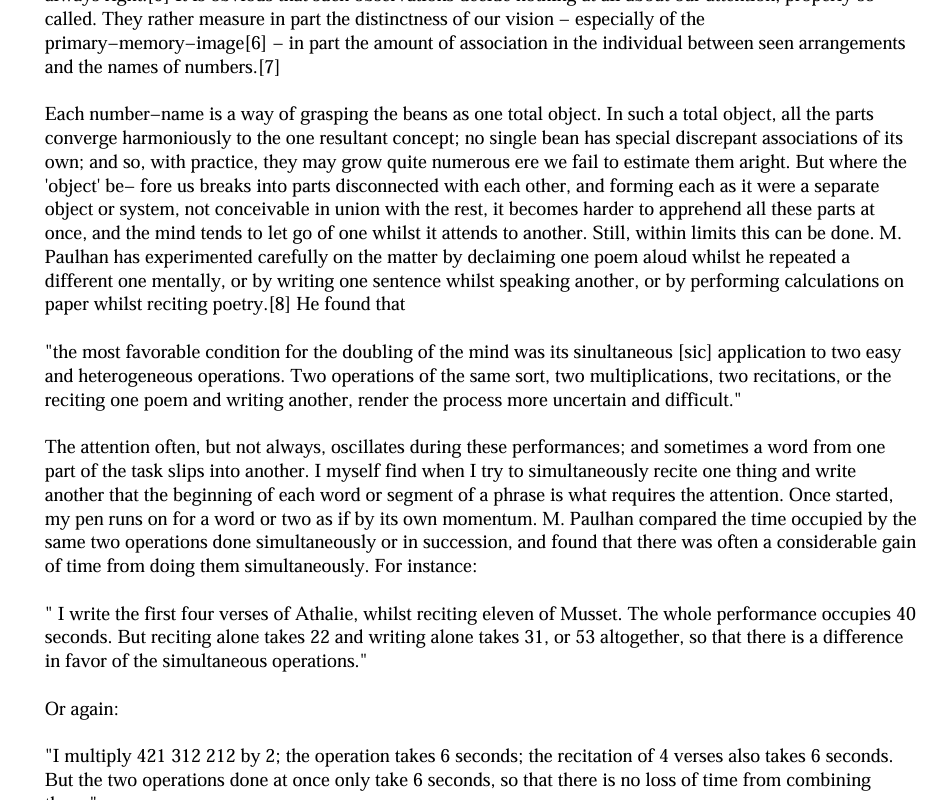 called. They rather measure in part the distinctness of our vision – especially of the
primary–memory–image[6] – in part the amount of association in the individual between seen arrangements
and the names of numbers.[7]
Each number–name is a way of grasping the beans as one total object. In such a total object, all the parts
converge harmoniously to the one resultant concept; no single bean has special discrepant associations of its
own; and so, with practice, they may grow quite numerous ere we fail to estimate them aright. But where the
'object' be– fore us breaks into parts disconnected with each other, and forming each as it were a separate
object or system, not conceivable in union with the rest, it becomes harder to apprehend all these parts at
once, and the mind tends to let go of one whilst it attends to another. Still, within limits this can be done. M.
Paulhan has experimented carefully on the matter by declaiming one poem aloud whilst he repeated a
different one mentally, or by writing one sentence whilst speaking another, or by performing calculations on
paper whilst reciting poetry.[8] He found that
"the most favorable condition for the doubling of the mind was its sinultaneous [sic] application to two easy
and heterogeneous operations. Two operations of the same sort, two multiplications, two recitations, or the
reciting one poem and writing another, render the process more uncertain and difficult."
The attention often, but not always, oscillates during these performances; and sometimes a word from one
part of the task slips into another. I myself find when I try to simultaneously recite one thing and write
another that the beginning of each word or segment of a phrase is what requires the attention. Once started,
my pen runs on for a word or two as if by its own momentum. M. Paulhan compared the time occupied by the
same two operations done simultaneously or in succession, and found that there was often a considerable gain
of time from doing them simultaneously. For instance:
" I write the first four verses of Athalie, whilst reciting eleven of Musset. The whole performance occupies 40
seconds. But reciting alone takes 22 and writing alone takes 31, or 53 altogether, so that there is a difference
in favor of the simultaneous operations."
Or again:
"I multiply 421 312 212 by 2; the operation takes 6 seconds; the recitation of 4 verses also takes 6 seconds.
But the two operations done at once only take 6 seconds, so that there is no loss of time from combining